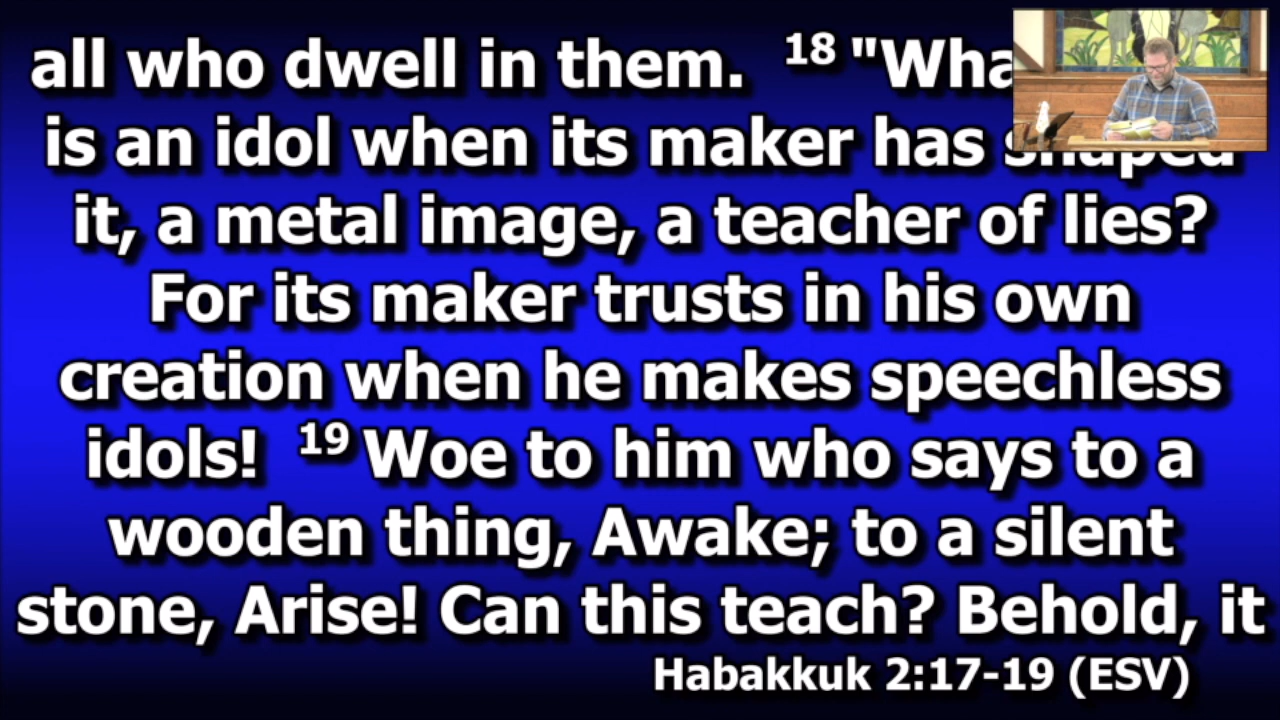 all who dwell in them. 18 "Wha
is an idol when its maker has shaped
it, a metal image, a teacher of lies?
For its maker trusts in his own
creation when he makes speechless
idols! 19 Woe to him who says to a
wooden thing, Awake; to a silent
stone, Arise! Can this teach? Behold, it
Habakkuk 2:17-19 (ESV)